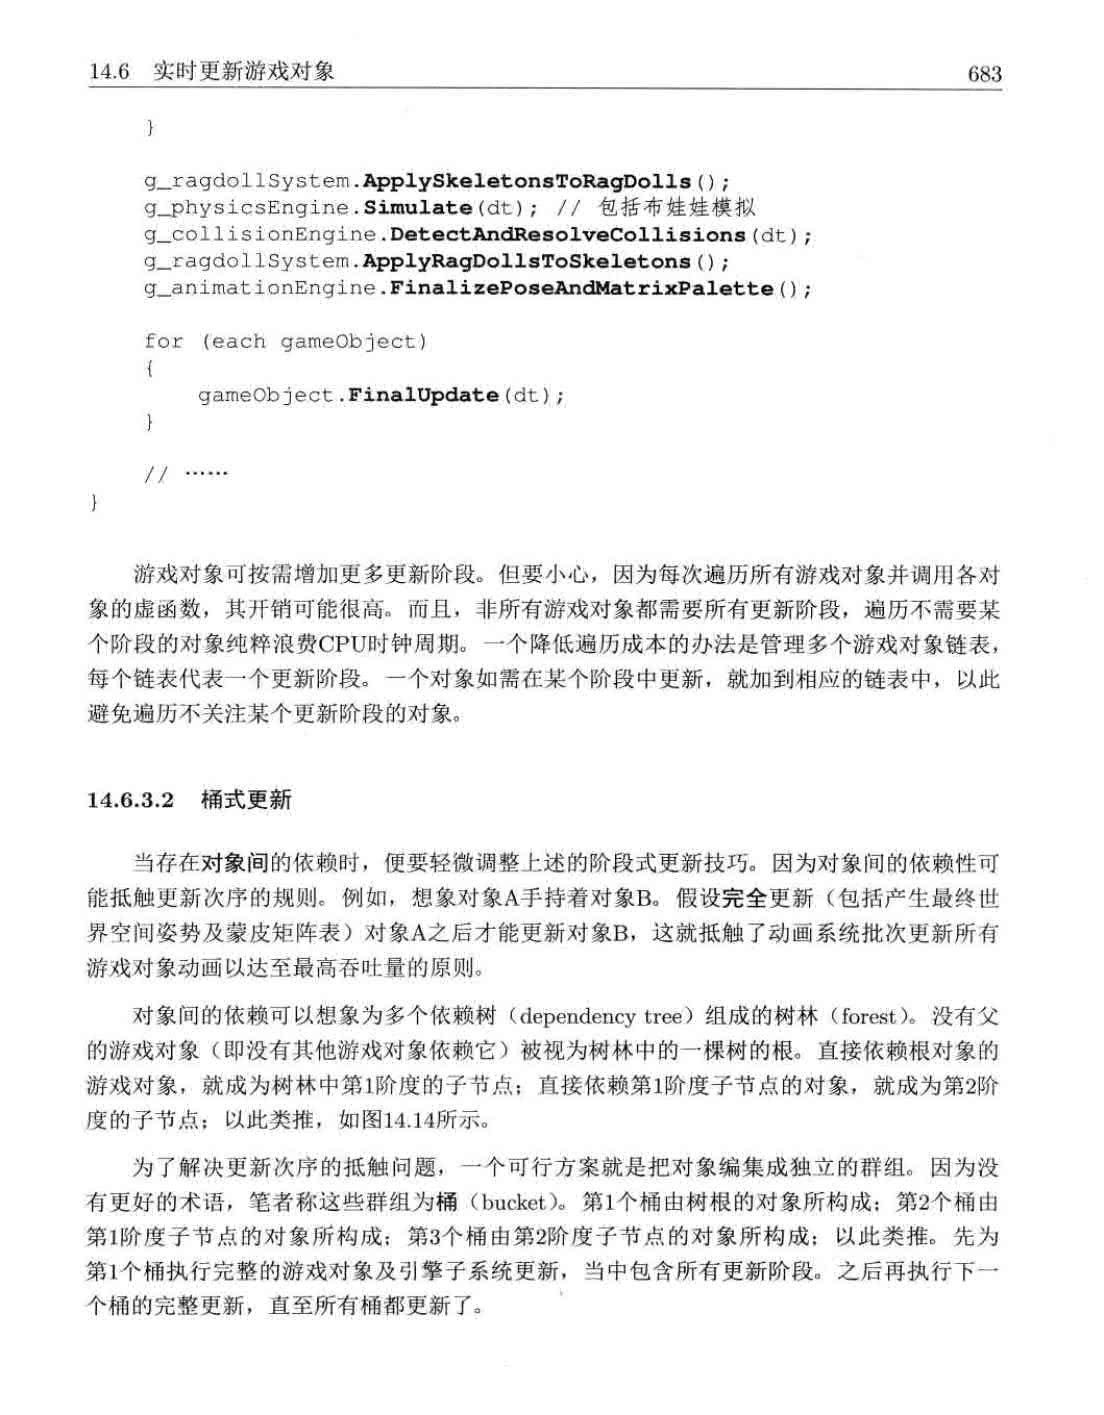 14.6 实时更新游戏对象 683
}
g_ragdollSystem.ApplySkeletonsToRagDolls();
g_physicsEngine.Simulate(dt); // 包括布娃娃模拟
g_collisionEngine.DetectAndResolveCollisions(dt);
g_ragdollSystem.ApplyRagDollsToSkeletons();
g_animationEngine.FinalizePoseAndMatrixPalette();
for (each gameObject)
{
gameObject.FinalUpdate(dt);
}
// ……
}
游戏对象可按需增加更多更新阶段。但要小心，因为每次遍历所有游戏对象并调用各对
象的虚函数，其开销可能很高。而且，非所有游戏对象都需要所有更新阶段，遍历不需要某
个阶段的对象纯粹浪费CPU时钟周期。一个降低遍历成本的办法是管理多个游戏对象链表，
每个链表代表一个更新阶段。一个对象如需在某个阶段中更新，就加到相应的链表中，以此
避免遍历不关注某个更新阶段的对象。
14.6.3.2 桶式更新
当存在对象间的依赖时，便要轻微调整上述的阶段式更新技巧。因为对象间的依赖性可
能抵触更新次序的规则。例如，想象对象A手持着对象B。假设完全更新（包括产生最终世
界空间姿势及蒙皮矩阵表）对象A之后才能更新对象B，这就抵触了动画系统批次更新所有
游戏对象动画以达至最高吞吐量的原则。
对象间的依赖可以想象为多个依赖树（dependency tree）组成的树林（forest）。没有父
的游戏对象（即没有其他游戏对象依赖它）被视为树林中的一棵树的根。直接依赖根对象的
游戏对象，就成为树林中第1阶度的子节点；直接依赖第1阶度子节点的对象，就成为第2阶
度的子节点；以此类推，如图14.14所示。
为了解决更新次序的抵触问题，一个可行方案就是把对象编集成独立的群组。因为没
有更好的术语，笔者称这些群组为桶（bucket）。第1个桶由树根的对象所构成；第2个桶由
第1阶度子节点的对象所构成；第3个桶由第2阶度子节点的对象所构成；以此类推。先为
第1个桶执行完整的游戏对象及引擎子系统更新，当中包含所有更新阶段。之后再执行下一
个桶的完整更新，直至所有桶都更新了。